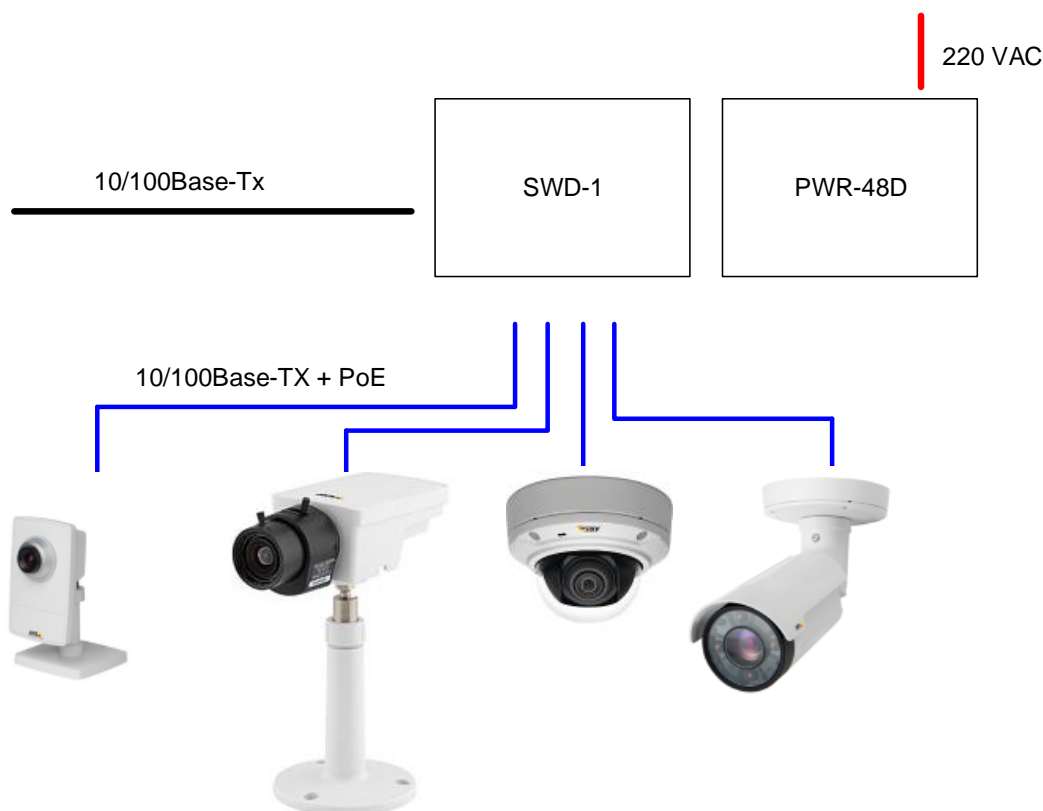 220 VAC
10/100Base-Tx
SWD-1
PWR-48D
10/100Base-TX + PoE